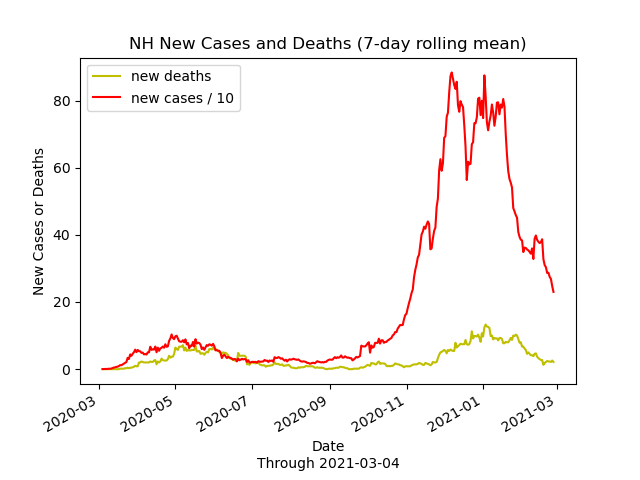 NH New Cases and Deaths (7-day rolling mean)
new deaths
new cases / 10
New Cases or Deaths
80
60
40
20
0
2020-03
2020-05
2020-07
2020-09
2020-11
2021-01
2021-03
Date
Through 2021-03-04